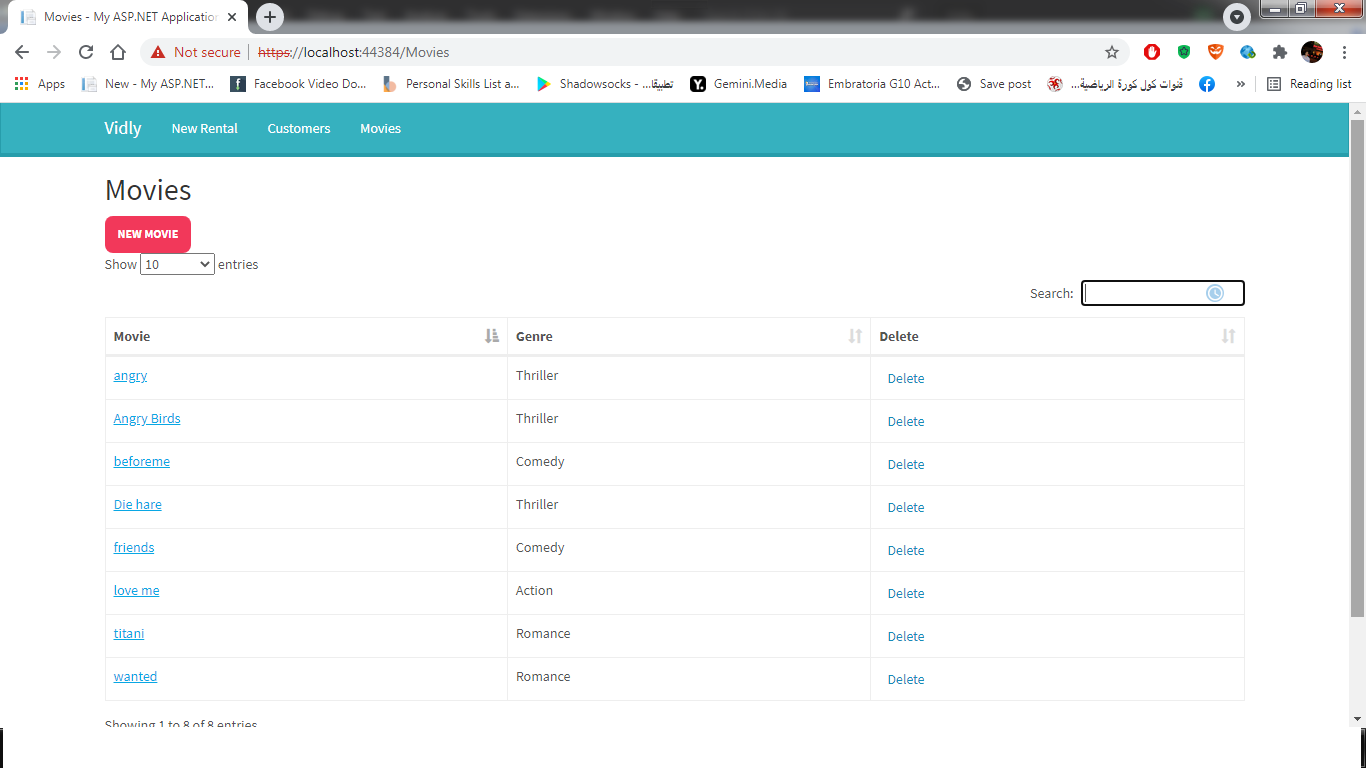 Movies - My ASP.NET Application
Not secure https://localhost:44384/Movies
Apps New - My ASP.NET... Facebook Video Do... Personal Skills List a... Shadowsocks - تطبيقا... Gemini.Media Embratoria G10 Act... Save post قنوات كول كورة الرياضية... Reading list
Vidly New Rental Customers Movies
Movies
NEW MOVIE
Show 10 entries
Search:
Movie Genre Delete
angry Thriller Delete
Angry Birds Thriller Delete
beforeme Comedy Delete
Die hare Thriller Delete
friends Comedy Delete
love me Action Delete
titani Romance Delete
wanted Romance Delete
Showing 1 to 8 of 8 entries